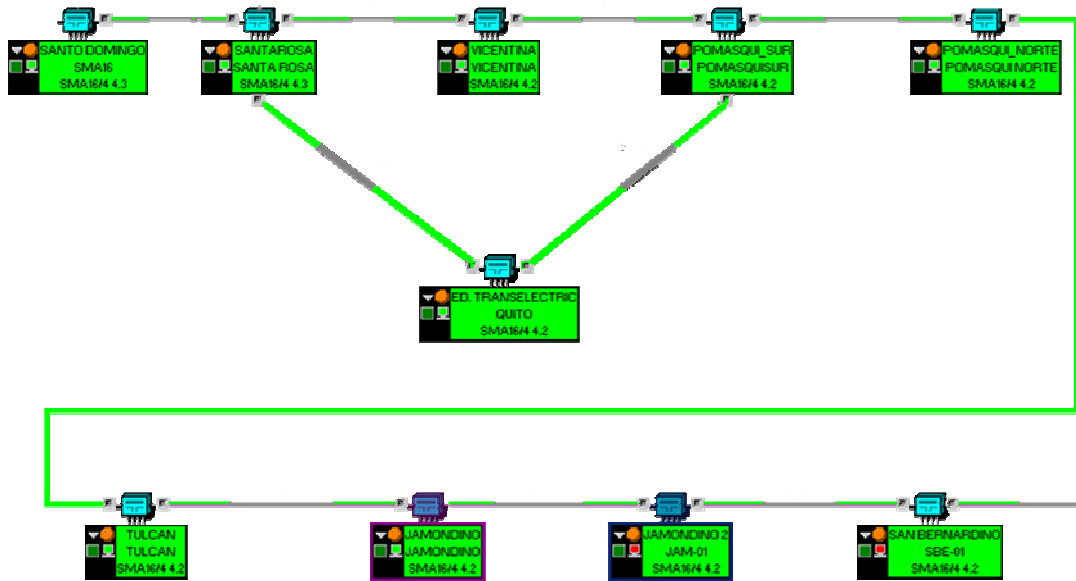 SANTO DOMINGO
SMA16
SMA16/4 4.3
SANTAROSA
SANTA ROSA
SMA16/4 4.3
VICENTINA
VICENTINA
SMA16/4 4.2
POMASQUI_SUR
POMASQUISUR
SMA16/4 4.2
POMASQUI_NORTE
POMASQUI NORTE
SMA16/4 4.2
ED. TRANSELECTRIC
QUITO
SMA16/4 4.2
TULCAN
TULCAN
SMA16/4 4.2
JAMONDINO
JAMONDINO
SMA16/4 4.2
JAMONDINO 2
JAM-01
SMA16/4 4.2
SAN BERNARDINO
SBE-01
SMA16/4 4.2